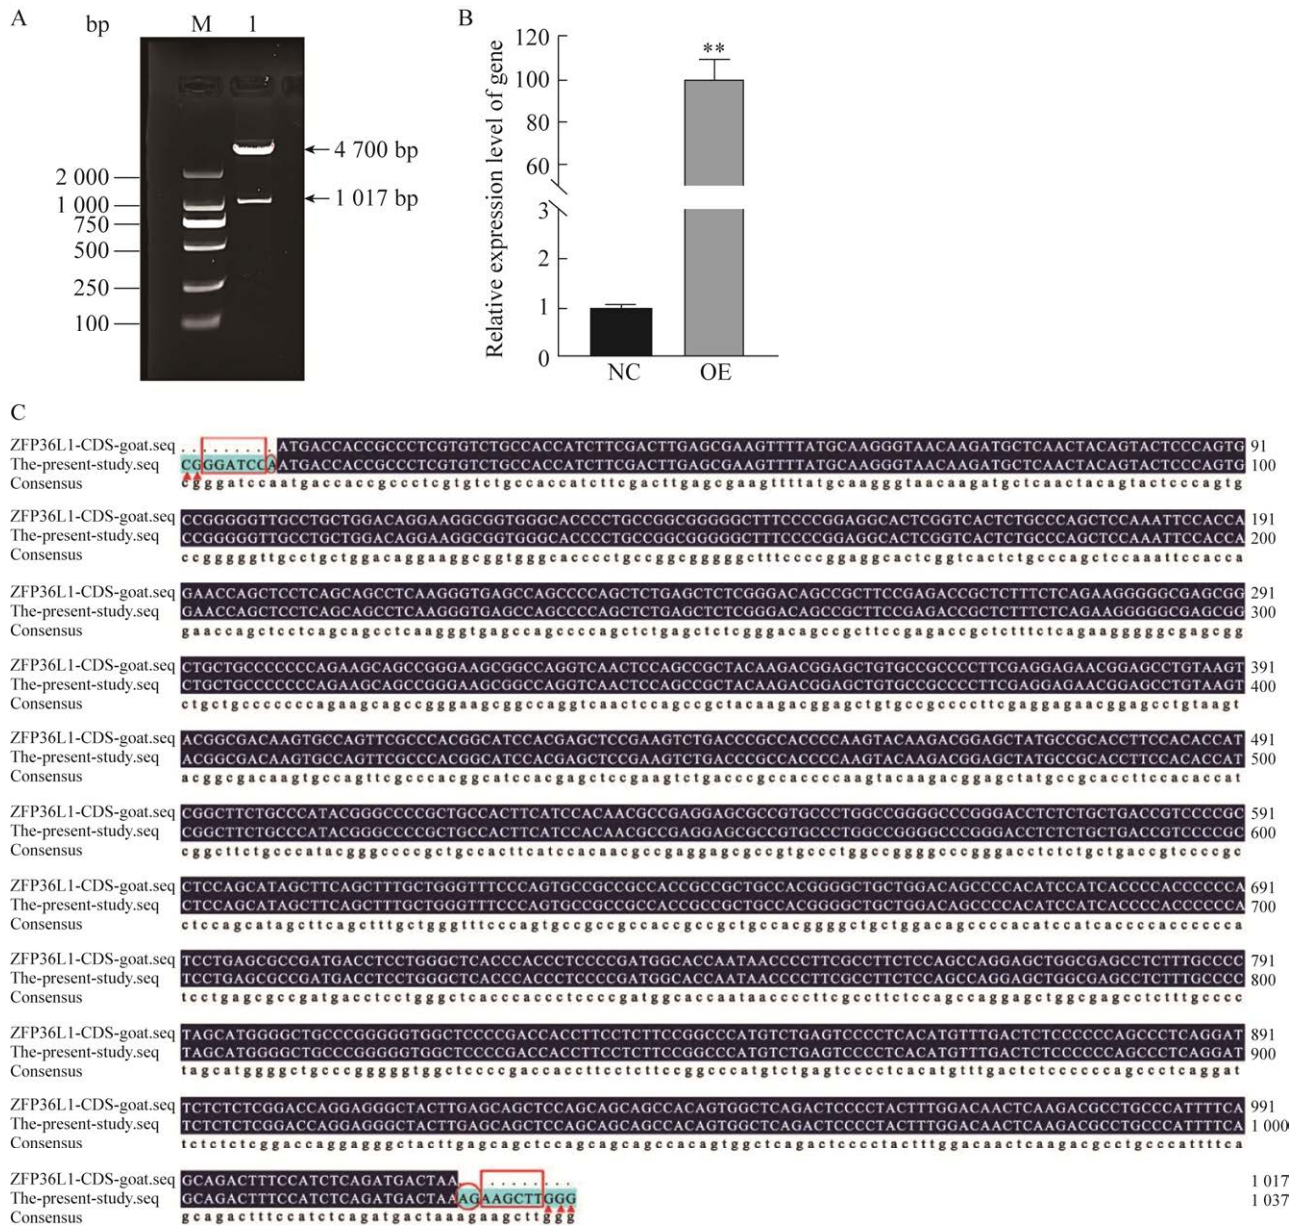 A
bp M 1
4 700 bp
2 000
1 017 bp
1 000
750
500
250
100
B
Relative expression level of gene
120
100
80
60
3
2
1
0
**
NC OE
C
ZFP36L1-CDS-goat.seq . . . . . . . . . ATGACCACCGCCCTCGTGTCTGCCACCATCTTCGACTTGAGCGAAGTTTTATGCAAGGGTAACAAGATGCTCAACTACAGTACTCCCAGTG 91
The-present-study.seq CGGGATCCAATGACCACCGCCCTCGTGTCTGCCACCATCTTCGACTTGAGCGAAGTTTTATGCAAGGGTAACAAGATGCTCAACTACAGTACTCCCAGTG 100
Consensus cgggatccaatgaccaccgccctcgtgtctgccaccatcttcgacttgagcgaagttttatgcaagggtaacaagatgctcaactacagtactcccagtg
ZFP36L1-CDS-goat.seq CCGGGGGTTGCCTGCTGGACAGGAAGGCGGTGGGCACCCCTGCCGGCGGGGGCTTTCCCCGGAGGCACTCGGTCACTCTGCCCAGCTCCAAATTCCACCA 191
The-present-study.seq CCGGGGGTTGCCTGCTGGACAGGAAGGCGGTGGGCACCCCTGCCGGCGGGGGCTTTCCCCGGAGGCACTCGGTCACTCTGCCCAGCTCCAAATTCCACCA 200
Consensus ccgggggttgcctgctggacaggaaggcggtgggcacccctgccggcgggggctttccccggaggcactcggtcactctgcccagctccaaattccacca
ZFP36L1-CDS-goat.seq GAACCAGCTCCTCAGCAGCCTCAAGGGTGAGCCAGCCCCAGCTCTGAGCTCTCGGGACAGCCGCTTCCGAGACCGCTCTTTCTCAGAAGGGGGCGAGCGG 291
The-present-study.seq GAACCAGCTCCTCAGCAGCCTCAAGGGTGAGCCAGCCCCAGCTCTGAGCTCTCGGGACAGCCGCTTCCGAGACCGCTCTTTCTCAGAAGGGGGCGAGCGG 300
Consensus gaaccagctcctcagcagcctcaagggtgagccagccccagctctgagctctcgggacagccgcttccgagaccgctctttctcagaagggggcgagcgg
ZFP36L1-CDS-goat.seq CTGCTGCCCCCCCAGAAGCAGCCGGGAAGCGGCCAGGTCAACTCCAGCCGCTACAAGACGGAGCTGTGCCGCCCCTTCGAGGAGAACGGAGCCTGTAAGT 391
The-present-study.seq CTGCTGCCCCCCCAGAAGCAGCCGGGAAGCGGCCAGGTCAACTCCAGCCGCTACAAGACGGAGCTGTGCCGCCCCTTCGAGGAGAACGGAGCCTGTAAGT 400
Consensus ctgctgcccccccagaagcagccgggaagcggccaggtcaactccagccgctacaagacggagctgtgccgccccttcgaggagaacggagcctgtaagt
ZFP36L1-CDS-goat.seq ACGGCGACAAGTGCCAGTTCGCCCACGGCATCCACGAGCTCCGAAGTCTGACCCGCCACCCCAAGTACAAGACGGAGCTATGCCGCACCTTCCACACCAT 491
The-present-study.seq ACGGCGACAAGTGCCAGTTCGCCCACGGCATCCACGAGCTCCGAAGTCTGACCCGCCACCCCAAGTACAAGACGGAGCTATGCCGCACCTTCCACACCAT 500
Consensus acggcgacaagtgccagttcgcccacggcatccacgagctccgaagtctgacccgccaccccaagtacaagacggagctatgccgcaccttccacaccat
ZFP36L1-CDS-goat.seq CGGCTTCTGCCCATACGGGCCCCGCTGCCACTTCATCCACAACGCCGAGGAGCGCCGTGCCCTGGCCGGGGCCCGGGACCTCTCTGCTGACCGTCCCCGC 591
The-present-study.seq CGGCTTCTGCCCATACGGGCCCCGCTGCCACTTCATCCACAACGCCGAGGAGCGCCGTGCCCTGGCCGGGGCCCGGGACCTCTCTGCTGACCGTCCCCGC 600
Consensus cggcttctgcccatacgggccccgctgccacttcatccacaacgccgaggagcgccgtgccctggccggggcccgggacctctctgctgaccgtccccgc
ZFP36L1-CDS-goat.seq CTCCAGCATAGCTTCAGCTTTGCTGGGTTTCCCAGTGCCGCCGCCACCGCCGCTGCCACGGGGCTGCTGGACAGCCCCACATCCATCACCCCACCCCCCA 691
The-present-study.seq CTCCAGCATAGCTTCAGCTTTGCTGGGTTTCCCAGTGCCGCCGCCACCGCCGCTGCCACGGGGCTGCTGGACAGCCCCACATCCATCACCCCACCCCCCA 700
Consensus ctccagcatagcttcagctttgctgggtttcccagtgccgccgccaccgccgctgccacggggctgctggacagccccacatccatcaccccacccccca
ZFP36L1-CDS-goat.seq TCCTGAGCGCCGATGACCTCCTGGGCTCACCCACCCTCCCCGATGGCACCAATAACCCCTTCGCCTTCTCCAGCCAGGAGCTGGCGAGCCTCTTTGCCCC 791
The-present-study.seq TCCTGAGCGCCGATGACCTCCTGGGCTCACCCACCCTCCCCGATGGCACCAATAACCCCTTCGCCTTCTCCAGCCAGGAGCTGGCGAGCCTCTTTGCCCC 800
Consensus tcctgagcgccgatgacctcctgggctcacccaccctccccgatggcaccaataaccccttcgccttctccagccaggagctggcgagcctctttgcccc
ZFP36L1-CDS-goat.seq TAGCATGGGGCTGCCCGGGGGTGGCTCCCCGACCACCTTCCTCTTCCGGCCCATGTCTGAGTCCCCTCACATGTTTGACTCTCCCCCCAGCCCTCAGGAT 891
The-present-study.seq TAGCATGGGGCTGCCCGGGGGTGGCTCCCCGACCACCTTCCTCTTCCGGCCCATGTCTGAGTCCCCTCACATGTTTGACTCTCCCCCCAGCCCTCAGGAT 900
Consensus tagcatggggctgcccgggggtggctccccgaccaccttcctcttccggcccatgtctgagtcccctcacatgtttgactctccccccagccctcaggat
ZFP36L1-CDS-goat.seq TCTCTCTCGGACCAGGAGGGCTACTTGAGCAGCTCCAGCAGCAGCCACAGTGGCTCAGACTCCCCTACTTTGGACAACTCAAGACGCCTGCCCATTTTCA 991
The-present-study.seq TCTCTCTCGGACCAGGAGGGCTACTTGAGCAGCTCCAGCAGCAGCCACAGTGGCTCAGACTCCCCTACTTTGGACAACTCAAGACGCCTGCCCATTTTCA 1 000
Consensus tctctctcggaccaggagggctacttgagcagctccagcagcagccacagtggctcagactcccctactttggacaactcaagacgcctgcccattttca
ZFP36L1-CDS-goat.seq GCAGACTTTCCATCTCAGATGACTAA . . . . . . . . 1 017
The-present-study.seq GCAGACTTTCCATCTCAGATGACTAAAGAAGCTTGGG 1 037
Consensus gcagactttccatctcagatgactaaagaagcttggg